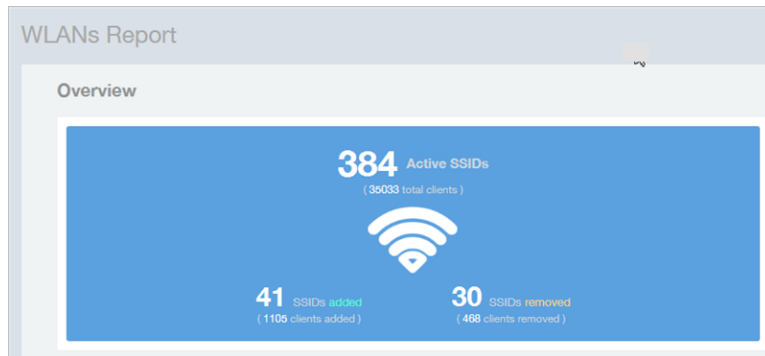 WLANs Report
Overview
384 Active SSIDs
( 35033 total clients )
41 SSIDs added
( 1105 clients added )
30 SSIDs removed
( 468 clients removed )